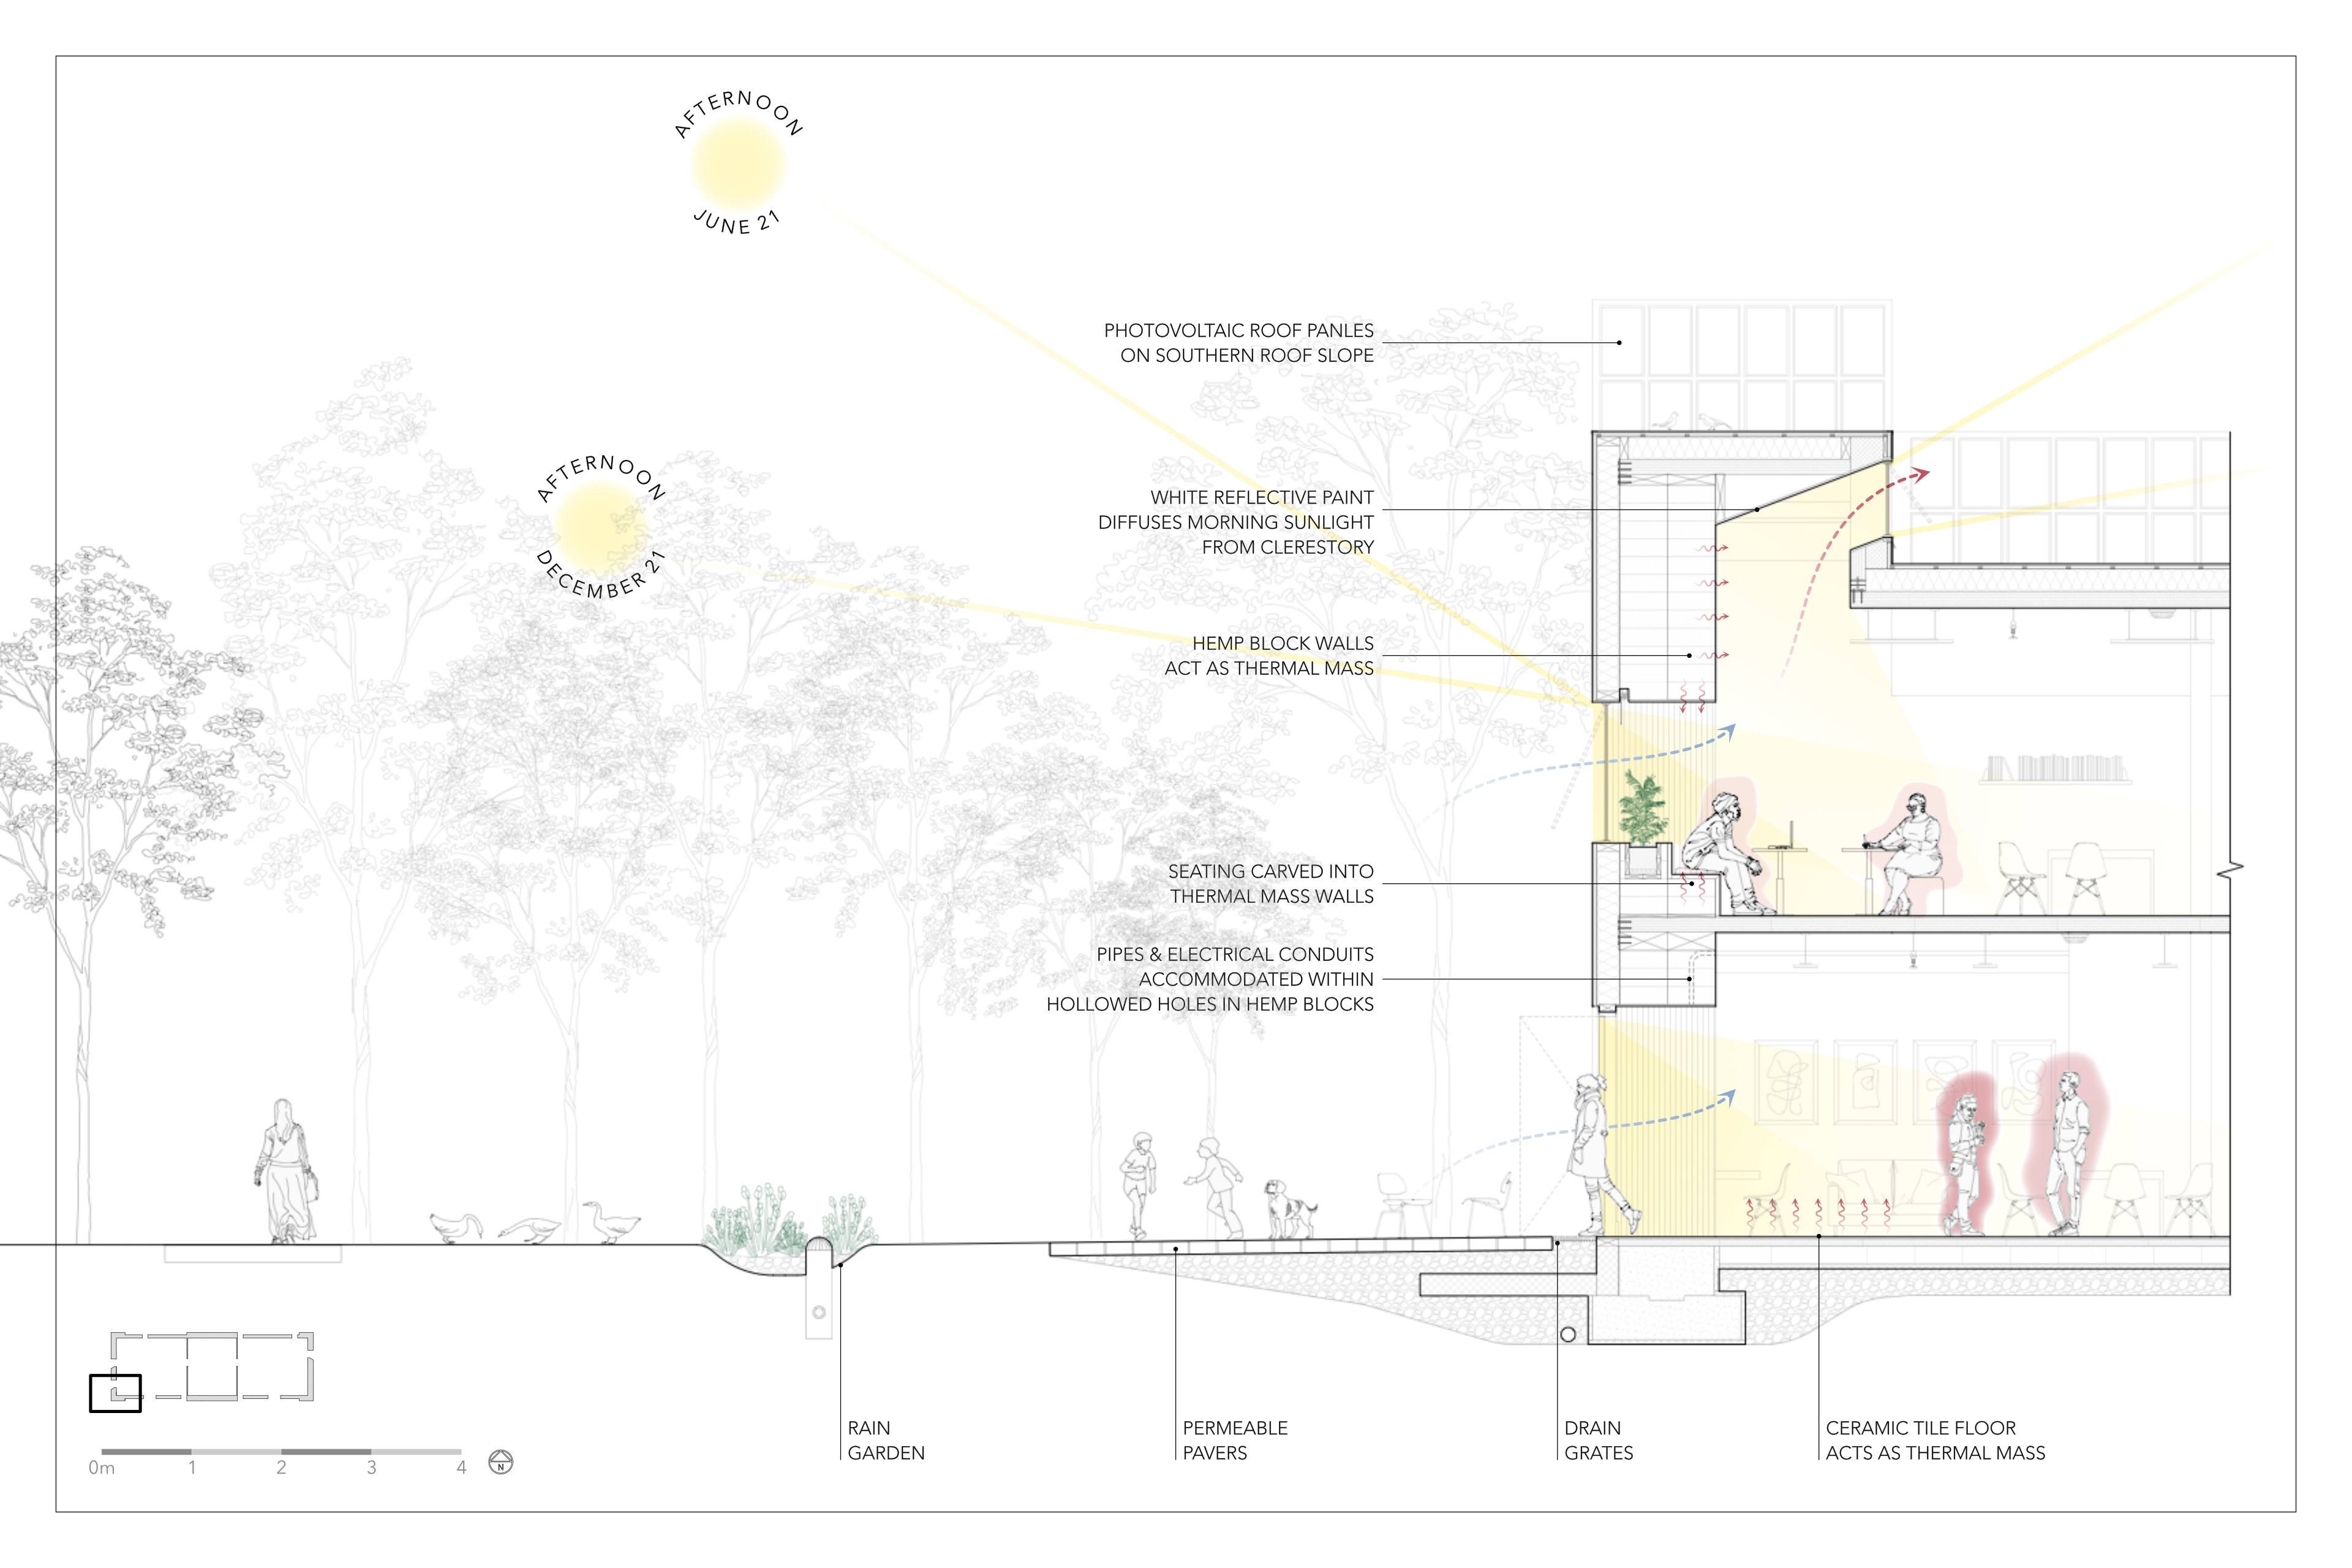 AFTERNOON
JUNE 21
PHOTOVOLTAIC ROOF PANLES
ON SOUTHERN ROOF SLOPE
AFTERNOON
DECEMBER 21
WHITE REFLECTIVE PAINT
DIFFUSES MORNING SUNLIGHT
FROM CLERESTORY
HEMP BLOCK WALLS
ACT AS THERMAL MASS
SEATING CARVED INTO
THERMAL MASS WALLS
PIPES & ELECTRICAL CONDUITS
ACCOMMODATED WITHIN
HOLLOWED HOLES IN HEMP BLOCKS
RAIN
GARDEN
PERMEABLE
PAVERS
DRAIN
GRATES
CERAMIC TILE FLOOR
ACTS AS THERMAL MASS
0m 1 2 3 4
N